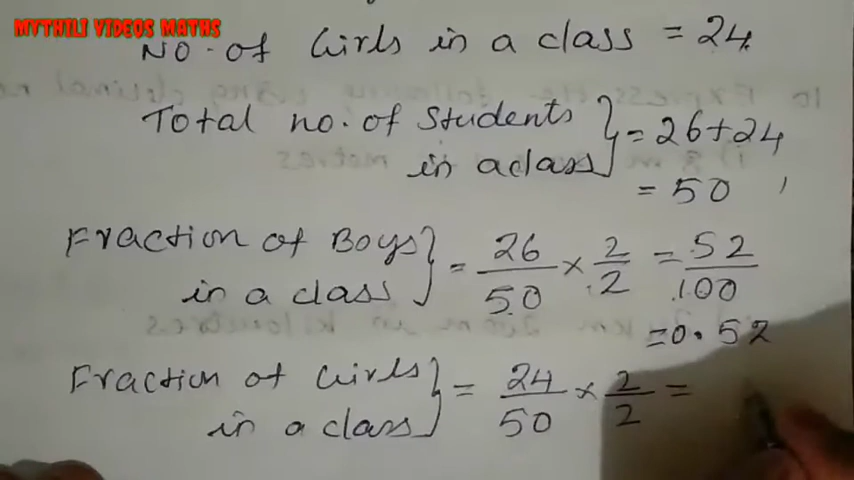 MYTHILI VIDEOS MATHS
No. of Girls in a class = 24
Total no. of students } = 26+24
in a class
= 50
Fraction of Boys } = 26/50 × 2/2 = 52/100
in a class
= 0.52
Fraction of Girls } = 24/50 × 2/2 =
in a class